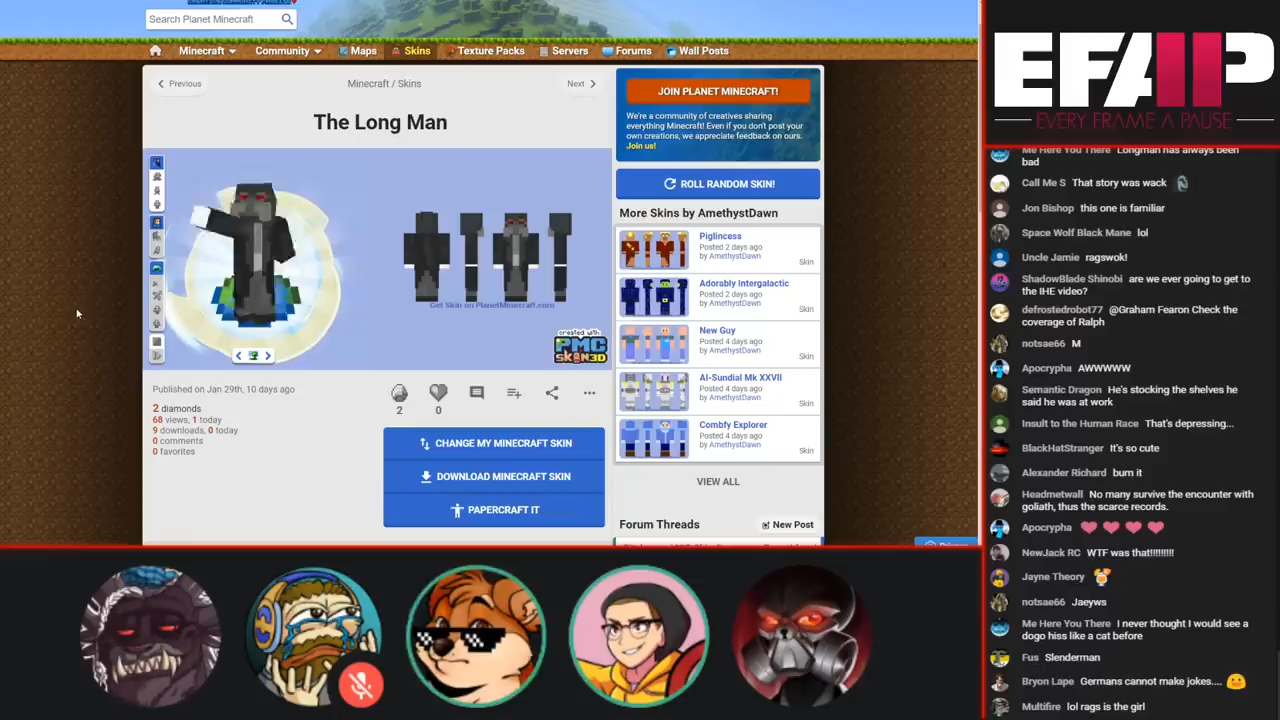 Search Planet Minecraft
Minecraft
Community
Maps
Skins
Texture Packs
Servers
Forums
Wall Posts
Previous
Minecraft / Skins
Next
The Long Man
Get Skin on PlanetMinecraft.com
created with
PMC
SKIN3D
Published on Jan 29th, 10 days ago
2 diamonds
68 views, 1 today
9 downloads, 0 today
0 comments
0 favorites
2
0
CHANGE MY MINECRAFT SKIN
DOWNLOAD MINECRAFT SKIN
PAPERCRAFT IT
JOIN PLANET MINECRAFT!
We're a community of creatives sharing
everything Minecraft! Even if you don't post your
own creations, we appreciate feedback on ours.
Join us!
ROLL RANDOM SKIN!
More Skins by AmethystDawn
Piglincess
Posted 2 days ago
by AmethystDawn
Skin
Adorably Intergalactic
Posted 2 days ago
by AmethystDawn
Skin
New Guy
Posted 4 days ago
by AmethystDawn
Skin
Al-Sundial Mk XXVII
Posted 4 days ago
by AmethystDawn
Skin
Combfy Explorer
Posted 4 days ago
by AmethystDawn
Skin
VIEW ALL
Forum Threads
New Post
EFAP
EVERY FRAME A PAUSE
Me Here You There Longman has always been
bad
Call Me S That story was wack
Jon Bishop this one is familiar
Space Wolf Black Mane lol
Uncle Jamie ragswok!
ShadowBlade Shinobi are we ever going to get to
the IHE video?
defrostedrobot77 @Graham Fearon Check the
coverage of Ralph
notsae66 M
Apocrypha AWWWWW
Semantic Dragon He's stocking the shelves he
said he was at work
Insult to the Human Race That's depressing...
BlackHatStranger It's so cute
Alexander Richard burn it
Headmetwall No many survive the encounter with
goliath, thus the scarce records.
Apocrypha
NewJack RC WTF was that!!!!!!!!!
Jayne Theory
notsae66 Jaeyws
Me Here You There I never thought I would see a
dogo hiss like a cat before
Fus Slenderman
Bryon Lape Germans cannot make jokes....
Multifire lol rags is the girl